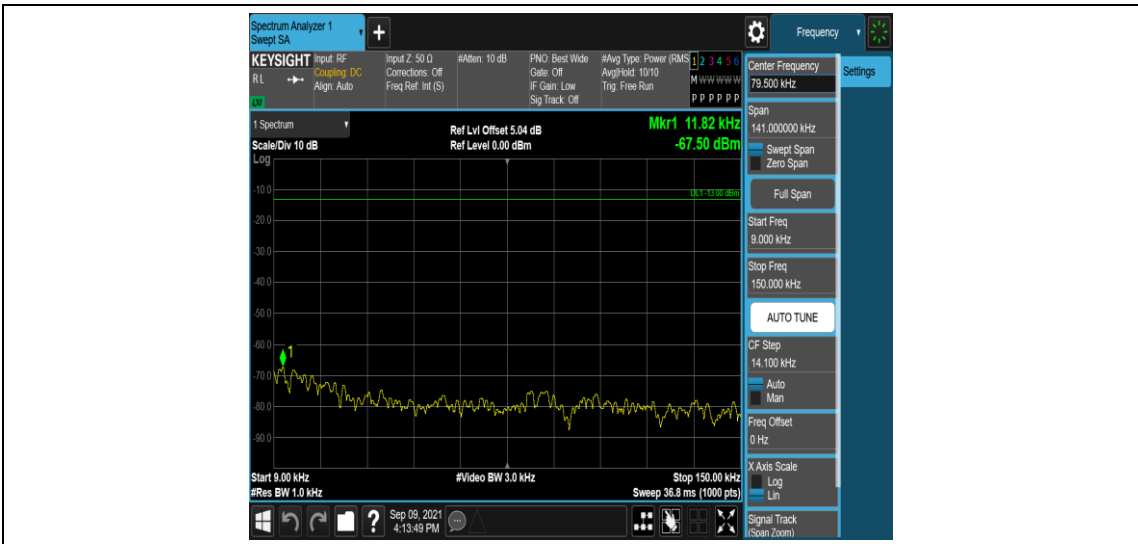 Spectrum Analyzer 1
Swept SA
Frequency
KEYSIGHT
R L
LXI
Input: RF
Coupling: DC
Align: Auto
Input Z: 50 Ω
Corrections: Off
Freq Ref: Int (S)
#Atten: 10 dB
PNO: Best Wide
Gate: Off
IF Gain: Low
Sig Track: Off
#Avg Type: Power (RMS
Avg|Hold: 10/10
Trig: Free Run
1 2 3 4 5 6
M W W W W W
P P P P P P
1 Spectrum
Scale/Div 10 dB
Ref Lvl Offset 5.04 dB
Ref Level 0.00 dBm
Mkr1 11.82 kHz
-67.50 dBm
Log
DL1 -13.00 dBm
-10.0
-20.0
-30.0
-40.0
-50.0
-60.0
1
-70.0
-80.0
-90.0
Start 9.00 kHz
#Res BW 1.0 kHz
#Video BW 3.0 kHz
Stop 150.00 kHz
Sweep 36.8 ms (1000 pts)
?
Sep 09, 2021
4:13:49 PM
Center Frequency
79.500 kHz
Settings
Span
141.000000 kHz
Swept Span
Zero Span
Full Span
Start Freq
9.000 kHz
Stop Freq
150.000 kHz
AUTO TUNE
CF Step
14.100 kHz
Auto
Man
Freq Offset
0 Hz
X Axis Scale
Log
Lin
Signal Track
(Span Zoom)